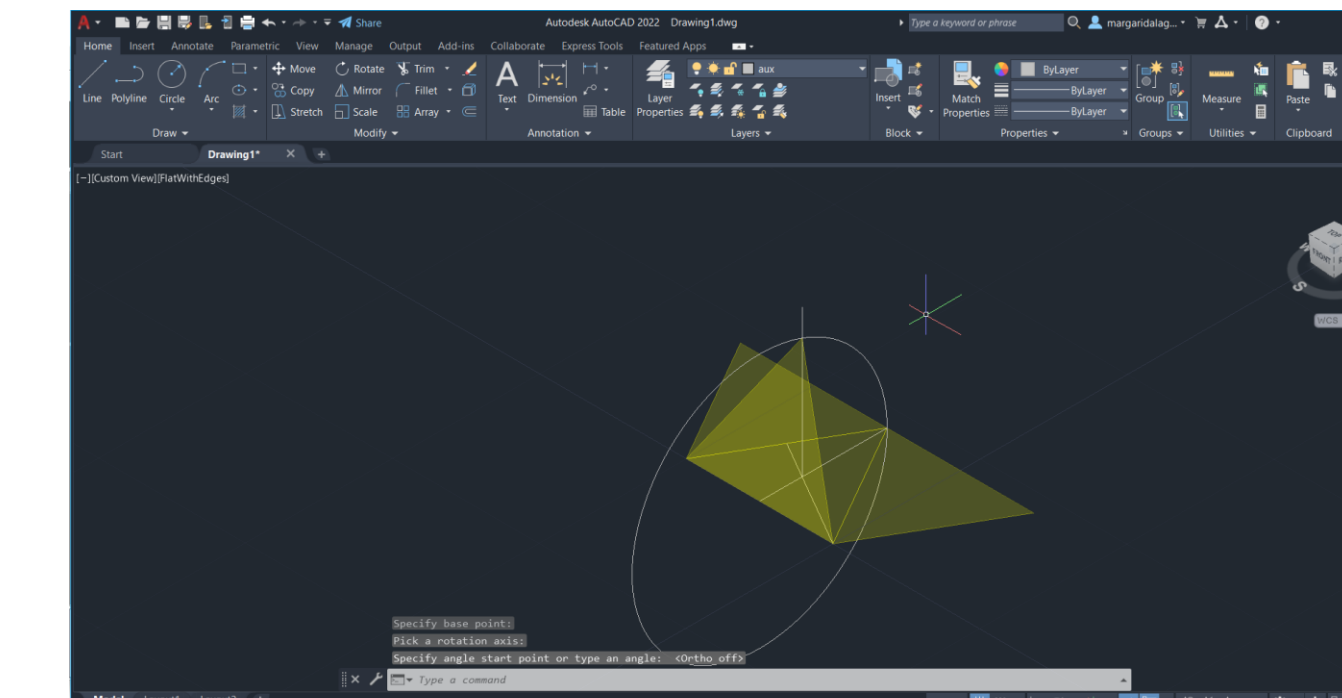 Share
Autodesk AutoCAD 2022 Drawing1.dwg
Type a keyword or phrase
margaridalag...
Home Insert Annotate Parametric View Manage Output Add-ins Collaborate Express Tools Featured Apps
Move Rotate Trim aux ByLayer
Copy Mirror Fillet ByLayer
Line Polyline Circle Arc Text Dimension Layer Insert Match Group Measure Paste
Stretch Scale Array Table Properties Properties ByLayer
Draw Modify Annotation Layers Block Properties Groups Utilities Clipboard
Start Drawing1*
[−][Custom View][FlatWithEdges]
TOP
W FRONT
S
WCS
Specify base point:
Pick a rotation axis:
Specify angle start point or type an angle: <Ortho off>
Type a command